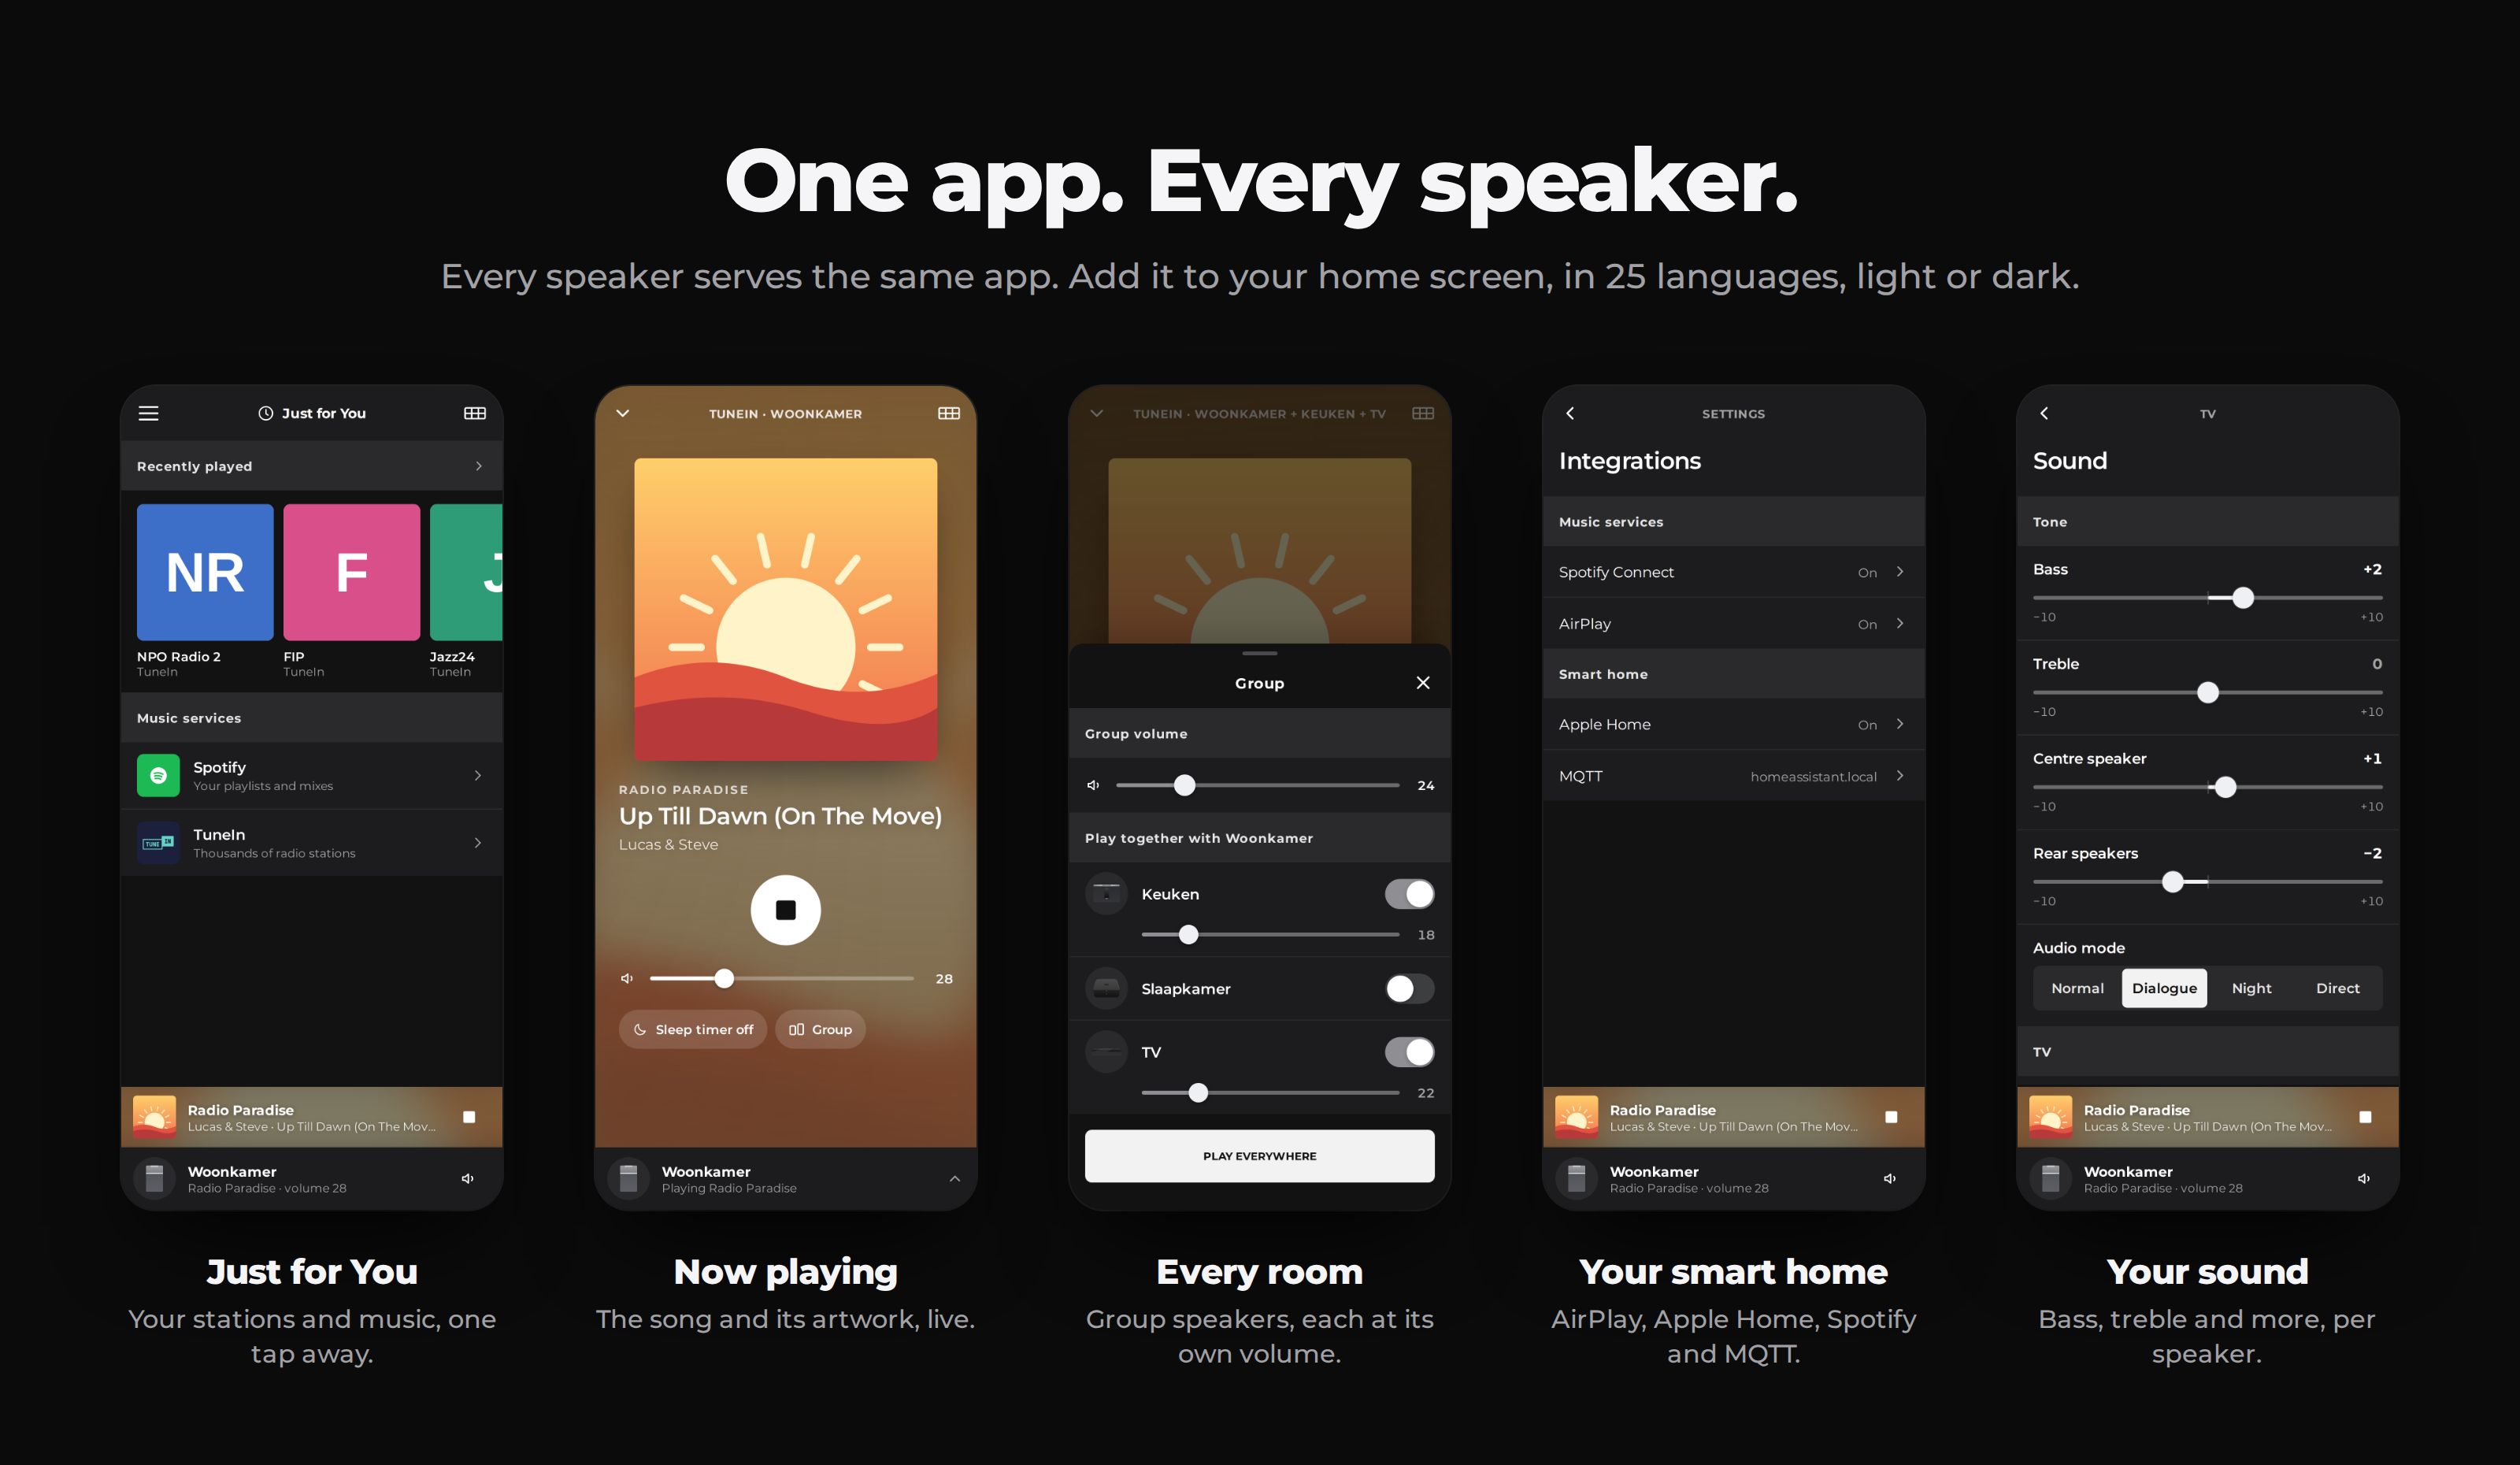 One app. Every speaker.
Every speaker serves the same app. Add it to your home screen, in 25 languages, light or dark.
Just for You
Recently played
NR
F
J
NPO Radio 2
TuneIn
FIP
TuneIn
Jazz24
TuneIn
Music services
Spotify
Your playlists and mixes
TUNE IN
TuneIn
Thousands of radio stations
Radio Paradise
Lucas & Steve · Up Till Dawn (On The Mov...
Woonkamer
Radio Paradise · volume 28
Just for You
Your stations and music, one
tap away.
TUNEIN · WOONKAMER
RADIO PARADISE
Up Till Dawn (On The Move)
Lucas & Steve
28
Sleep timer off
Group
Woonkamer
Playing Radio Paradise
Now playing
The song and its artwork, live.
TUNEIN · WOONKAMER + KEUKEN + TV
Group
Group volume
24
Play together with Woonkamer
Keuken
18
Slaapkamer
TV
22
PLAY EVERYWHERE
Every room
Group speakers, each at its
own volume.
SETTINGS
Integrations
Music services
Spotify Connect On
AirPlay On
Smart home
Apple Home On
MQTT homeassistant.local
Radio Paradise
Lucas & Steve · Up Till Dawn (On The Mov...
Woonkamer
Radio Paradise · volume 28
Your smart home
AirPlay, Apple Home, Spotify
and MQTT.
TV
Sound
Tone
Bass +2
−10 +10
Treble 0
−10 +10
Centre speaker +1
−10 +10
Rear speakers −2
−10 +10
Audio mode
Normal Dialogue Night Direct
TV
Radio Paradise
Lucas & Steve · Up Till Dawn (On The Mov...
Woonkamer
Radio Paradise · volume 28
Your sound
Bass, treble and more, per
speaker.